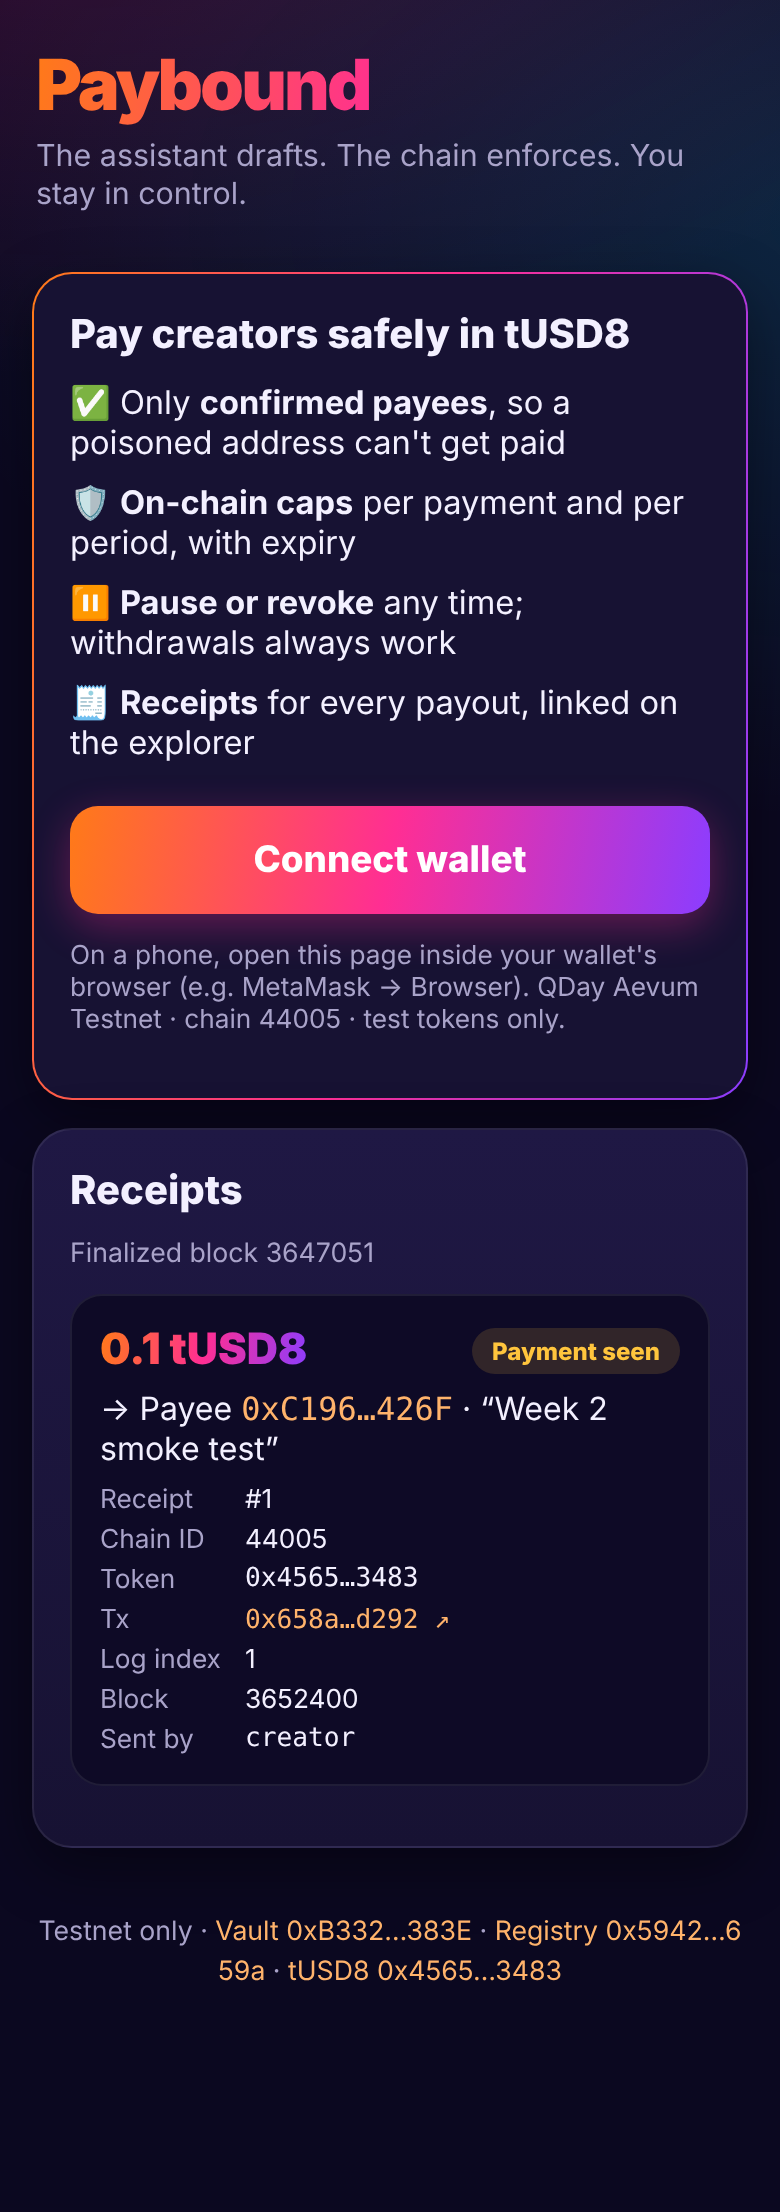 Paybound
The assistant drafts. The chain enforces. You
stay in control.
Pay creators safely in tUSD8
✅ Only confirmed payees, so a
poisoned address can't get paid
🛡️ On-chain caps per payment and per
period, with expiry
⏸️ Pause or revoke any time;
withdrawals always work
🧾 Receipts for every payout, linked on
the explorer
Connect wallet
On a phone, open this page inside your wallet's
browser (e.g. MetaMask → Browser). QDay Aevum
Testnet · chain 44005 · test tokens only.
Receipts
Finalized block 3647051
0.1 tUSD8 Payment seen
→ Payee 0xC196…426F · “Week 2
smoke test”
Receipt #1
Chain ID 44005
Token 0x4565…3483
Tx 0x658a…d292 ↗
Log index 1
Block 3652400
Sent by creator
Testnet only · Vault 0xB332…383E · Registry 0x5942…6
59a · tUSD8 0x4565…3483